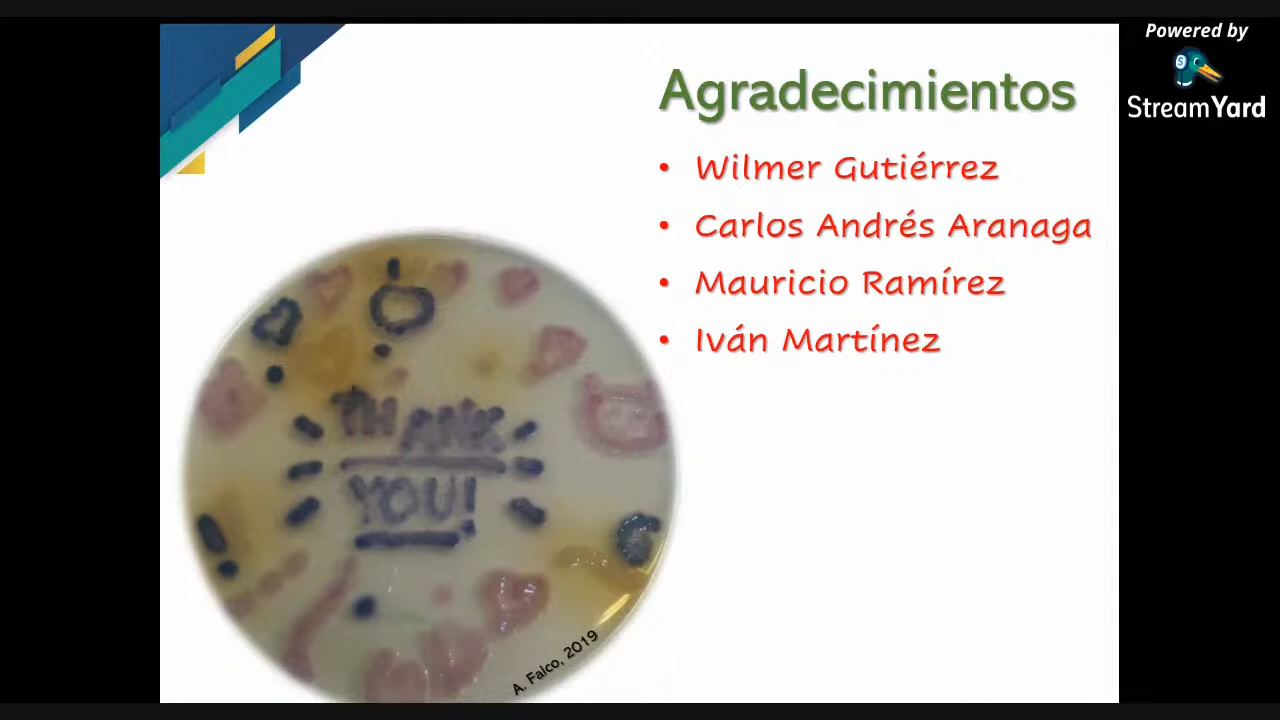 Powered by
StreamYard
Agradecimientos
• Wilmer Gutiérrez
• Carlos Andrés Aranaga
• Mauricio Ramírez
• Iván Martínez
THANK
YOU!
A. Falco, 2019